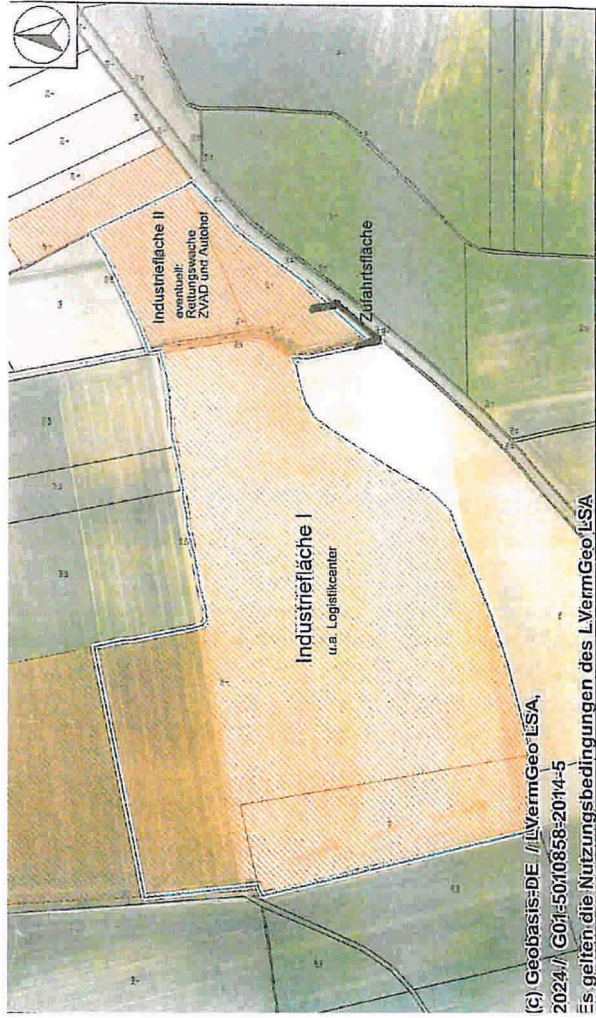 Industriefläche II
eventuell:
Rettungswache
ZVAD und Autohof
Zufahrtsfläche
Industriefläche I
u.a. Logistikcenter
(c) Geobasis-DE / LVermGeo LSA,
2024 / G01-5010858-2014-5
Es gelten die Nutzungsbedingungen des LVermGeo LSA